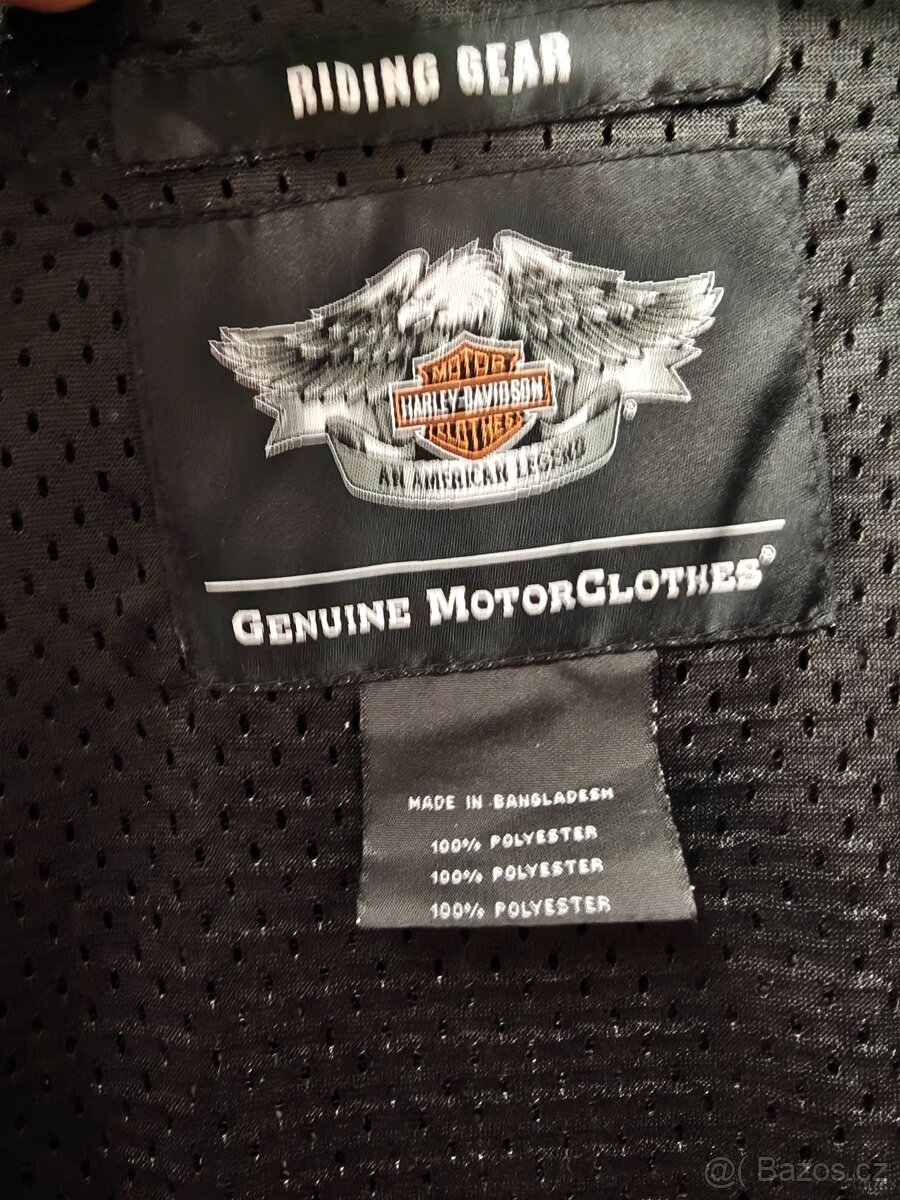 RIDING GEAR
MOTOR
HARLEY-DAVIDSON
CLOTHES
®
AN AMERICAN LEGEND
GENUINE MOTORCLOTHES®
MADE IN BANGLADESH
100% POLYESTER
100% POLYESTER
100% POLYESTER
@( Bazos.cz